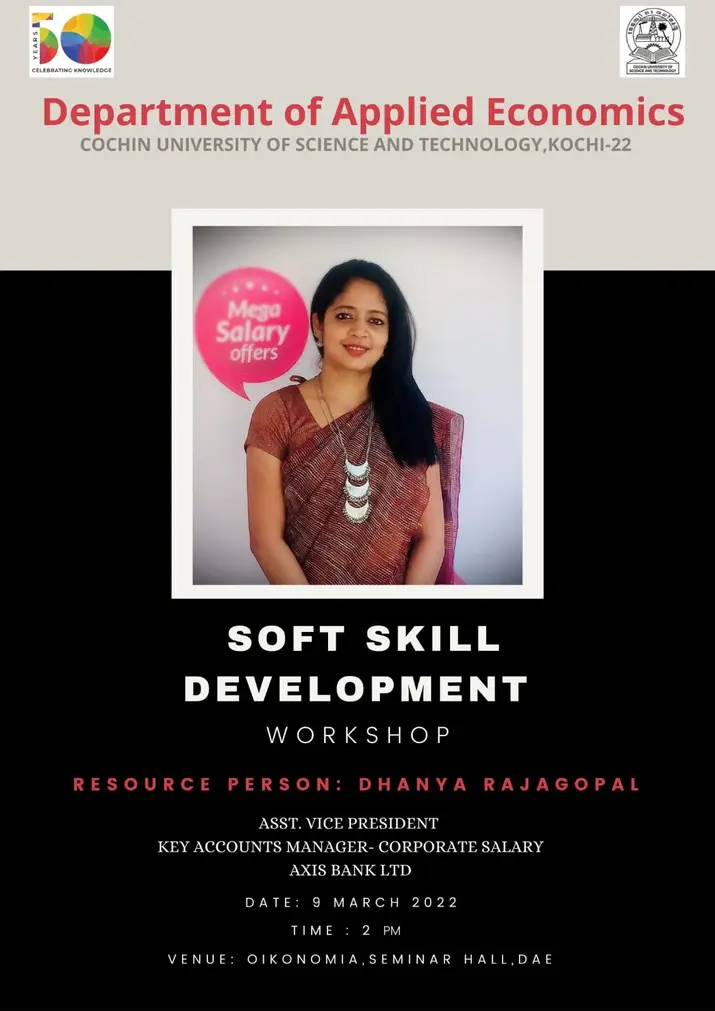 50
YEARS
CELEBRATING KNOWLEDGE
COCHIN UNIVERSITY OF
SCIENCE AND TECHNOLOGY
Department of Applied Economics
COCHIN UNIVERSITY OF SCIENCE AND TECHNOLOGY,KOCHI-22
Mega
Salary
offers
SOFT SKILL
DEVELOPMENT
WORKSHOP
RESOURCE PERSON: DHANYA RAJAGOPAL
ASST. VICE PRESIDENT
KEY ACCOUNTS MANAGER- CORPORATE SALARY
AXIS BANK LTD
DATE: 9 MARCH 2022
TIME : 2 PM
VENUE: OIKONOMIA,SEMINAR HALL,DAE